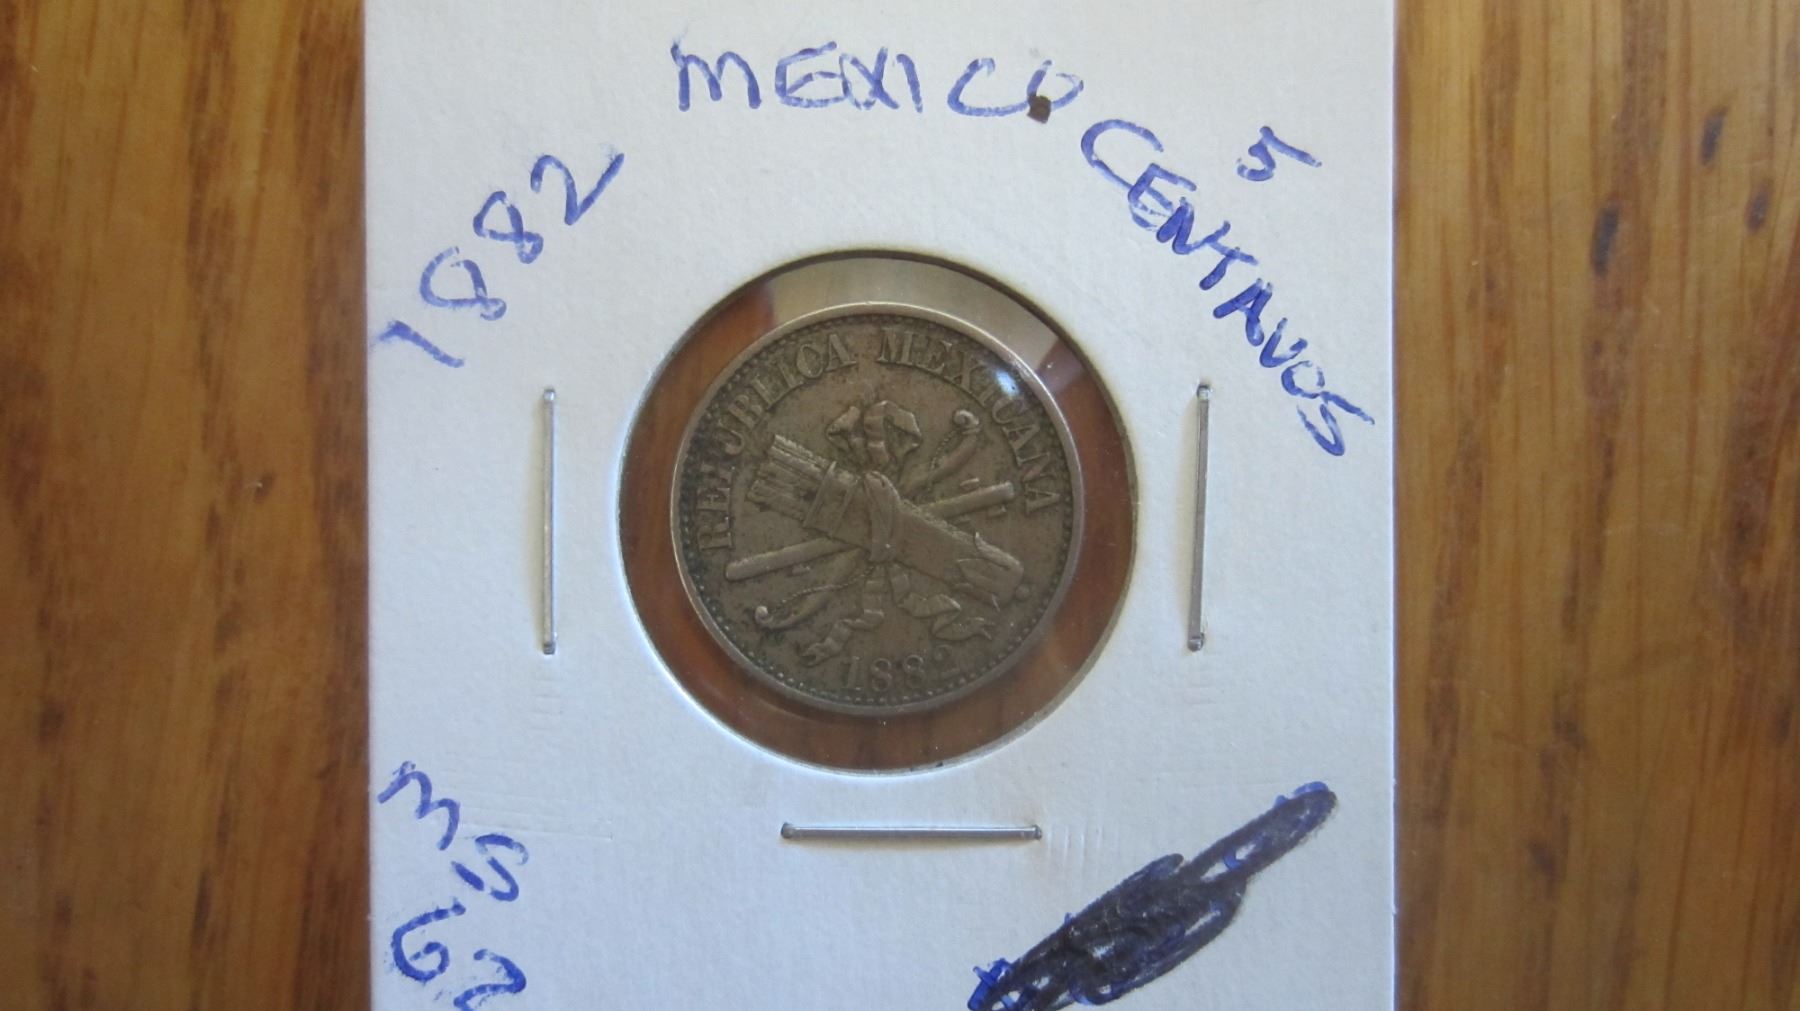 MEXICO
1882
5
CENTAVOS
REPUBLICA MEXICANA
1882
MS
62